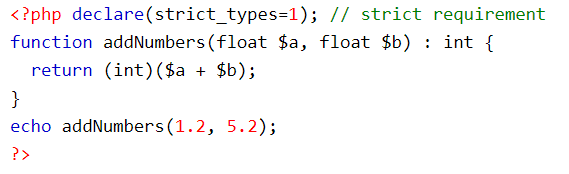 <?php declare(strict_types=1); // strict requirement
function addNumbers(float $a, float $b) : int {
  return (int)($a + $b);
}
echo addNumbers(1.2, 5.2);
?>